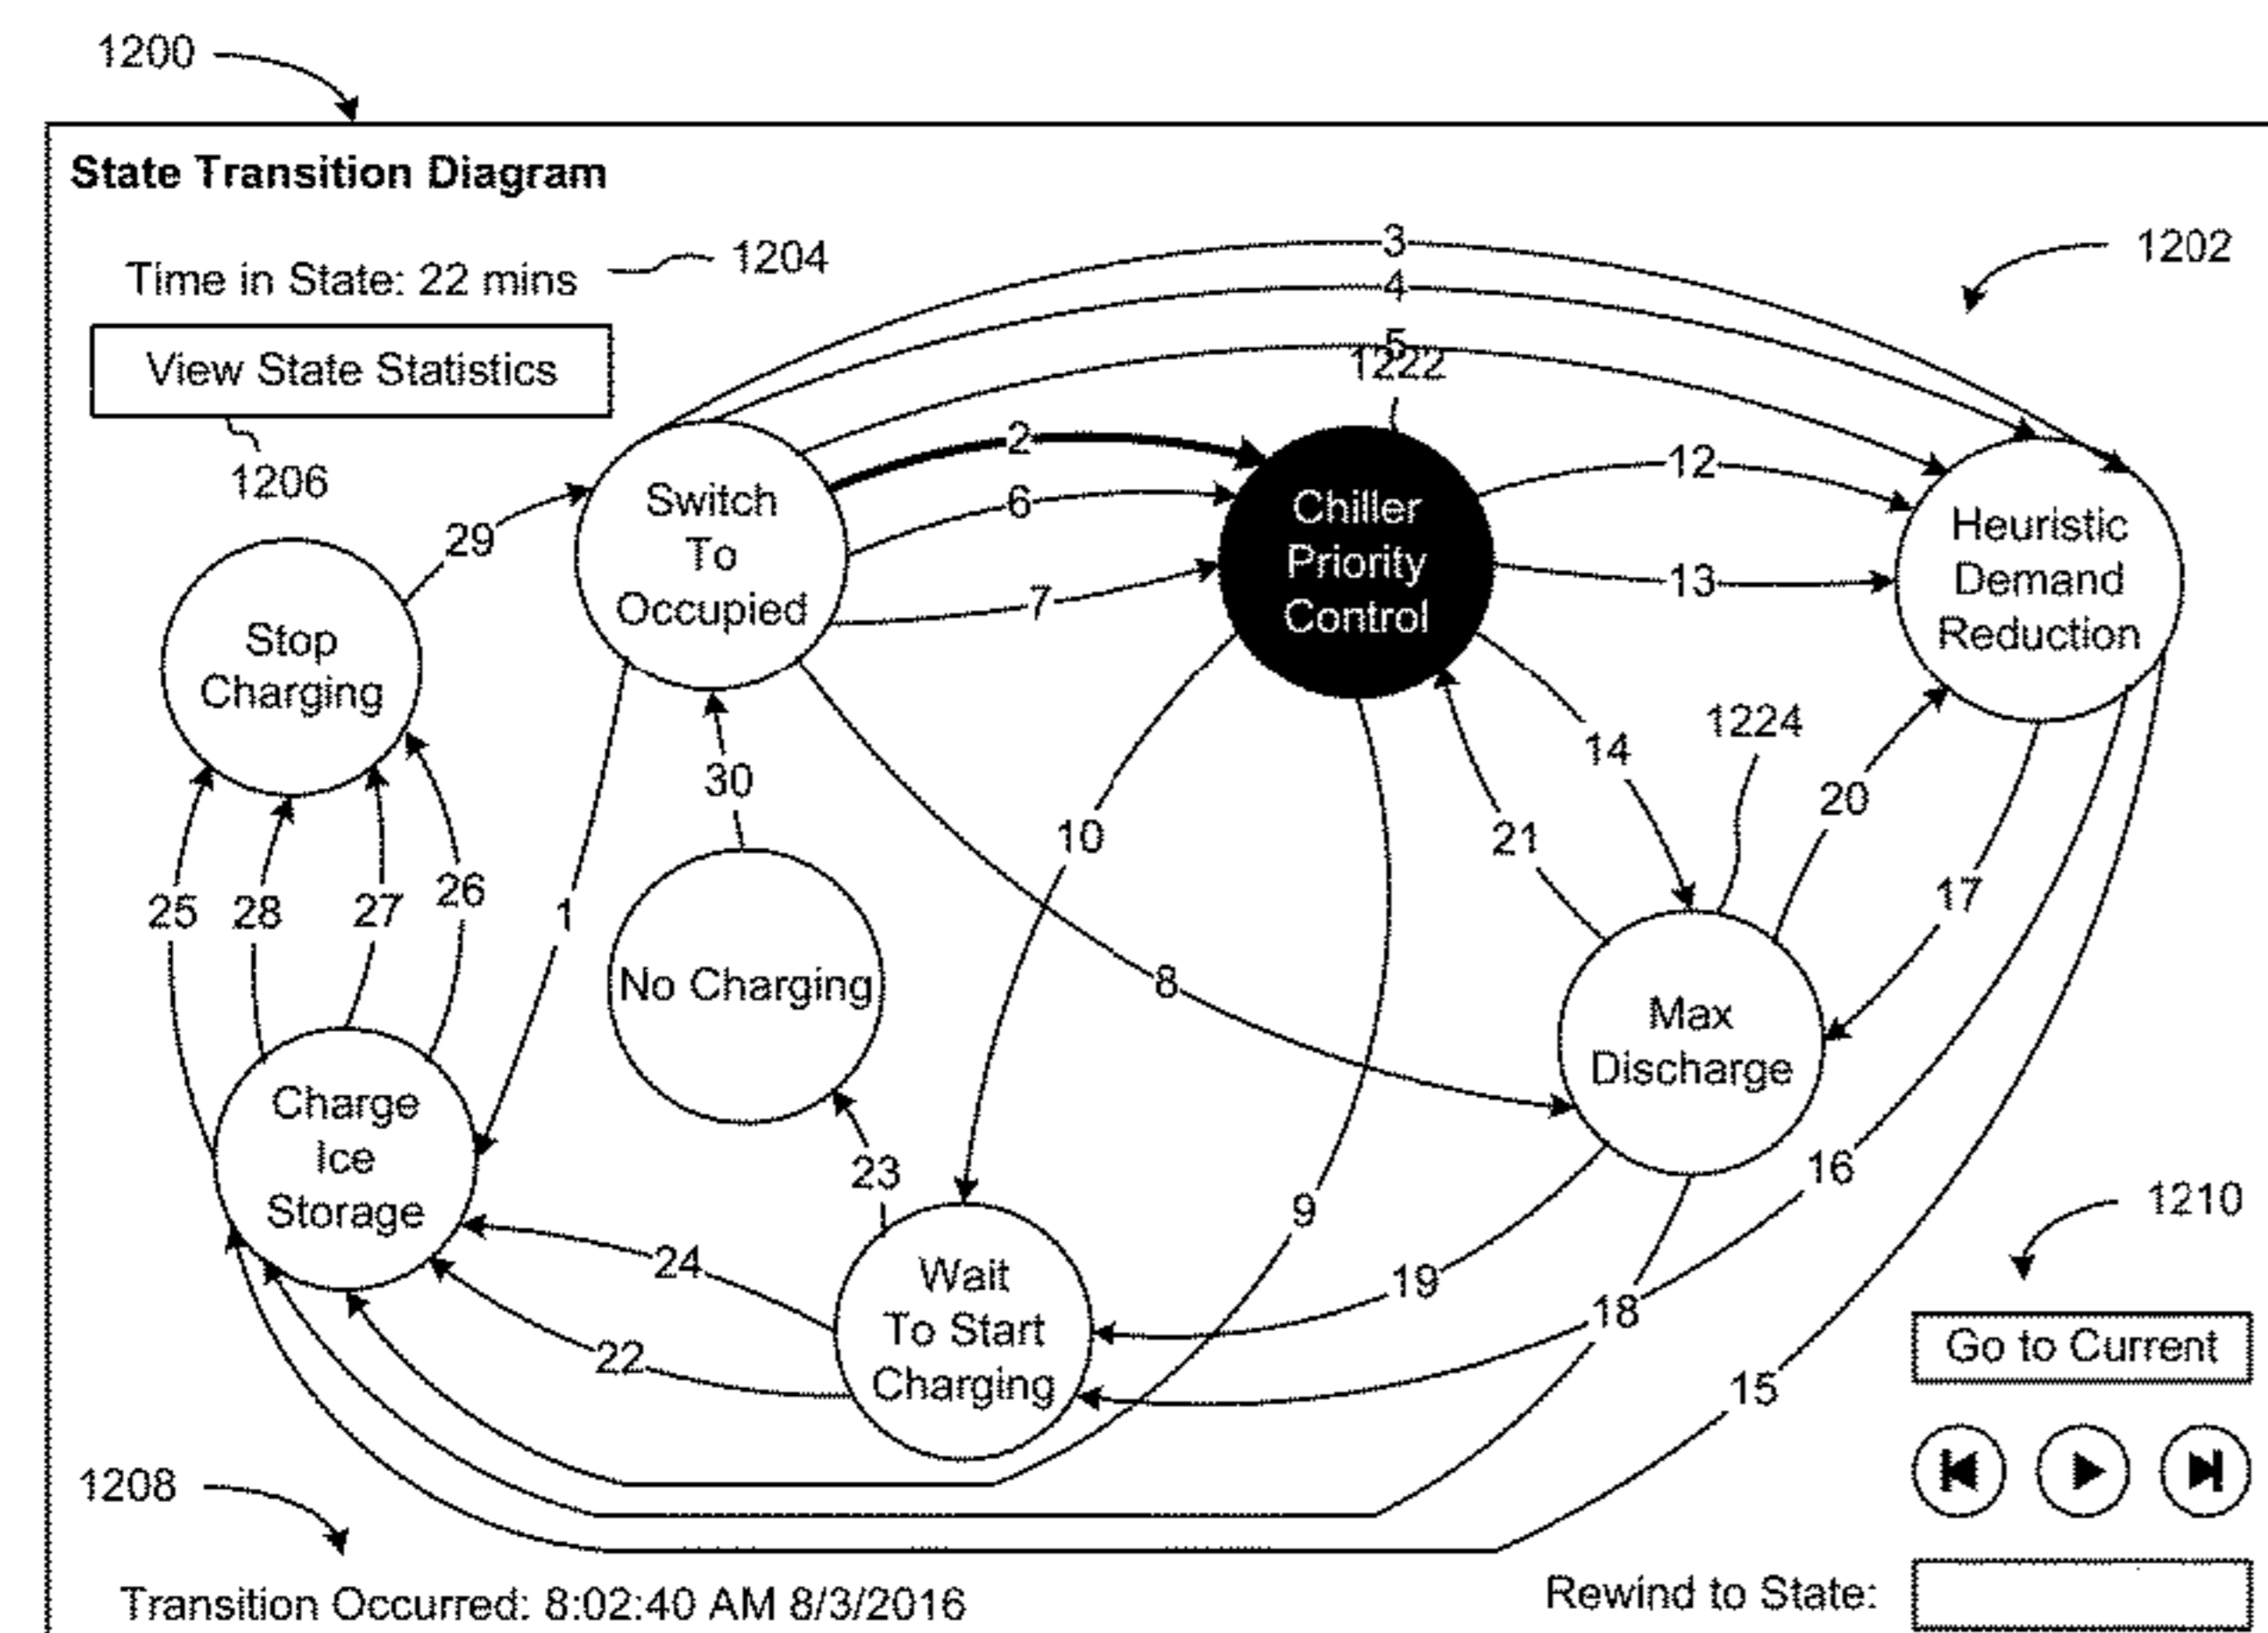 1200
State Transition Diagram
3
1202
Time in State: 22 mins
1204
4
5
1222
View State Statistics
1206
2
12
Switch
To
Occupied
6
Chiller
Priority
Control
Heuristic
Demand
Reduction
29
7
13
Stop
Charging
30
10
14
1224
21
20
17
25
28
27
26
1
No Charging
8
Max
Discharge
Charge
Ice
Storage
23
9
16
1210
24
Wait
To Start
Charging
19
18
22
Go to Current
15
1208
Transition Occurred: 8:02:40 AM 8/3/2016
Rewind to State: